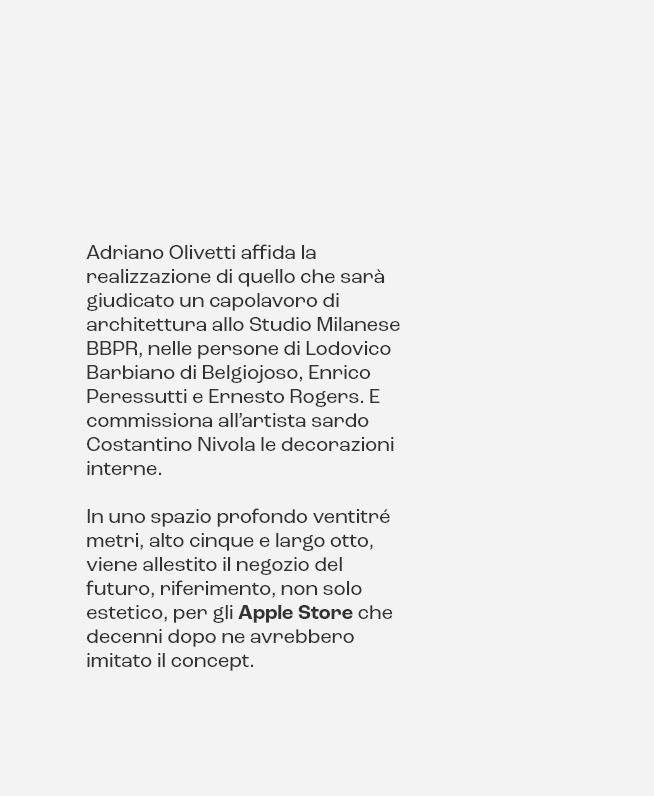 Adriano Olivetti affida la
realizzazione di quello che sarà
giudicato un capolavoro di
architettura allo Studio Milanese
BBPR, nelle persone di Lodovico
Barbiano di Belgiojoso, Enrico
Peressutti e Ernesto Rogers. E
commissiona all’artista sardo
Costantino Nivola le decorazioni
interne.
In uno spazio profondo ventitré
metri, alto cinque e largo otto,
viene allestito il negozio del
futuro, riferimento, non solo
estetico, per gli Apple Store che
decenni dopo ne avrebbero
imitato il concept.